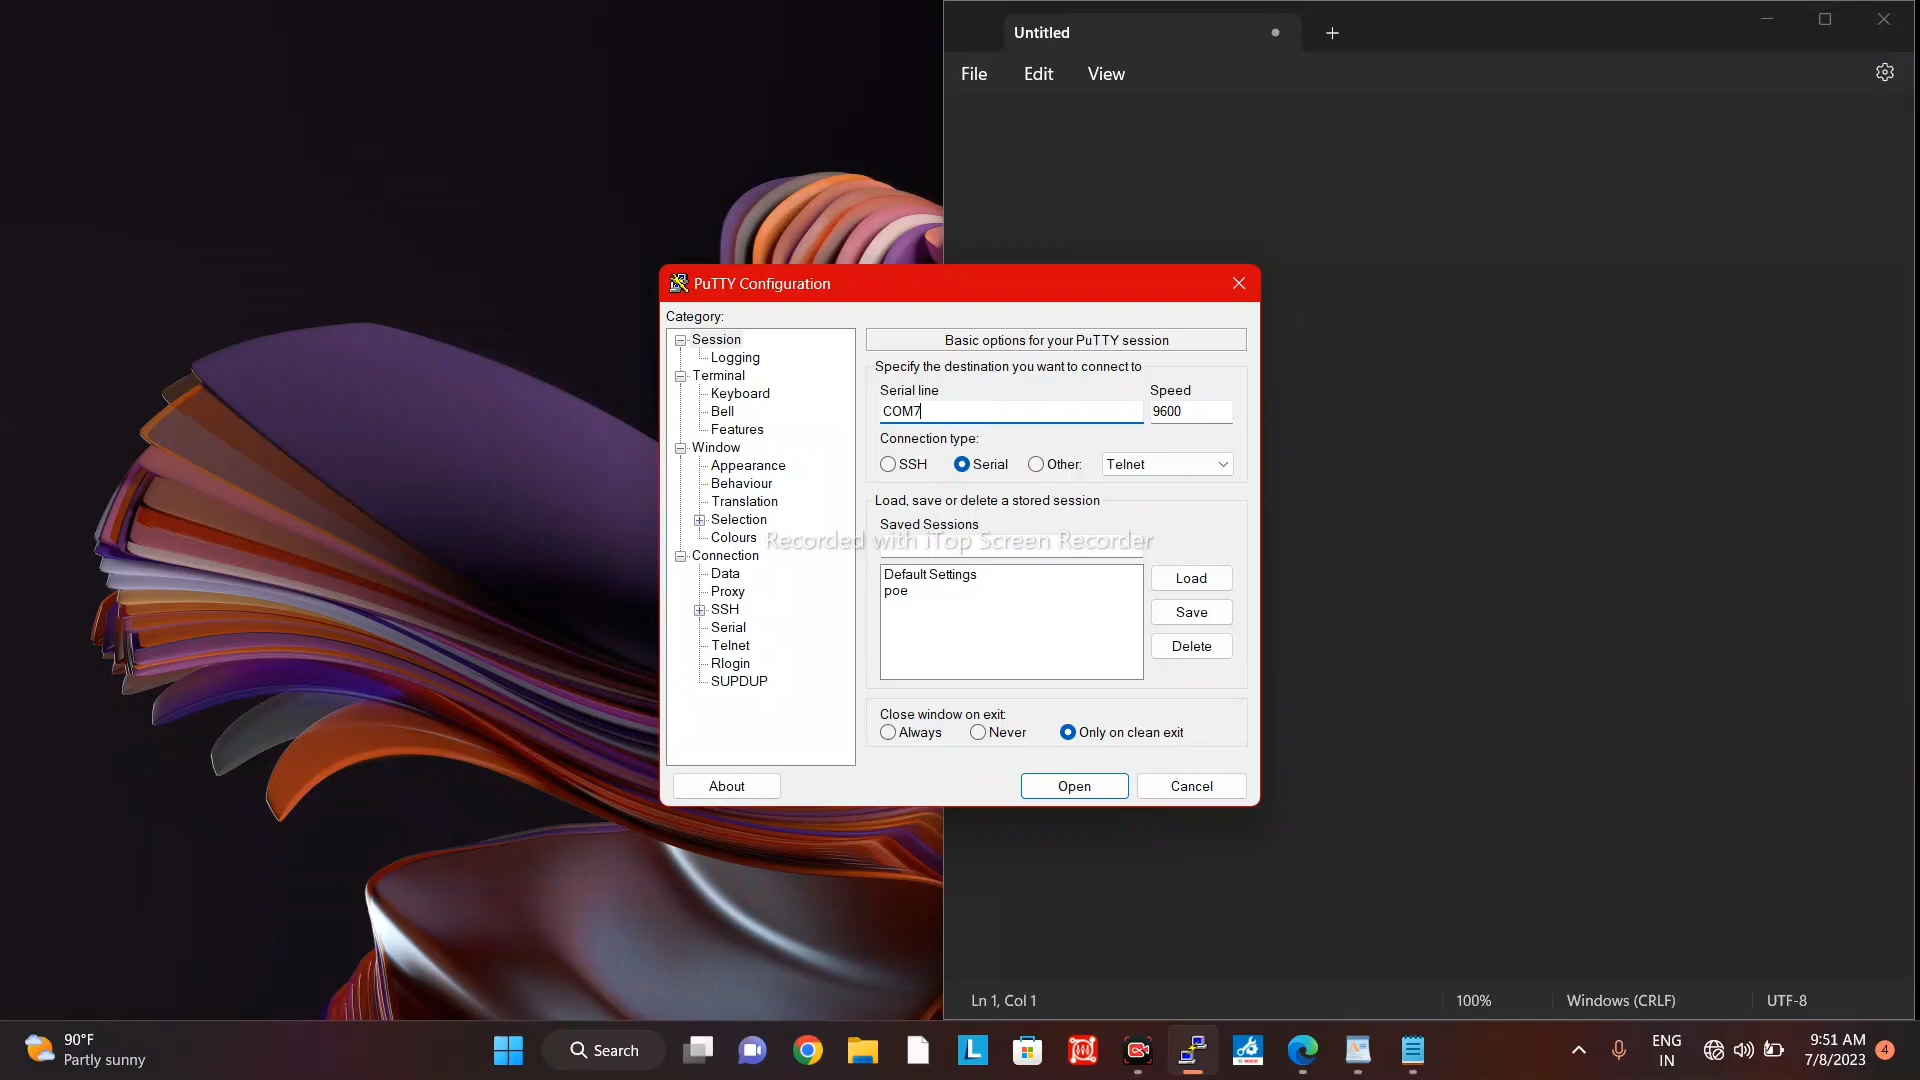 Untitled
File Edit View
PuTTY Configuration
Category:
Session
Logging
Terminal
Keyboard
Bell
Features
Window
Appearance
Behaviour
Translation
Selection
Colours
Connection
Data
Proxy
SSH
Serial
Telnet
Rlogin
SUPDUP
Basic options for your PuTTY session
Specify the destination you want to connect to
Serial line Speed
COM7 9600
Connection type:
SSH Serial Other: Telnet
Load, save or delete a stored session
Saved Sessions
Recorded with iTop Screen Recorder
Default Settings
poe
Load
Save
Delete
Close window on exit:
Always Never Only on clean exit
About Open Cancel
Ln 1, Col 1 100% Windows (CRLF) UTF-8
90°F
Partly sunny
Search
L
ENG
IN
9:51 AM
7/8/2023
4